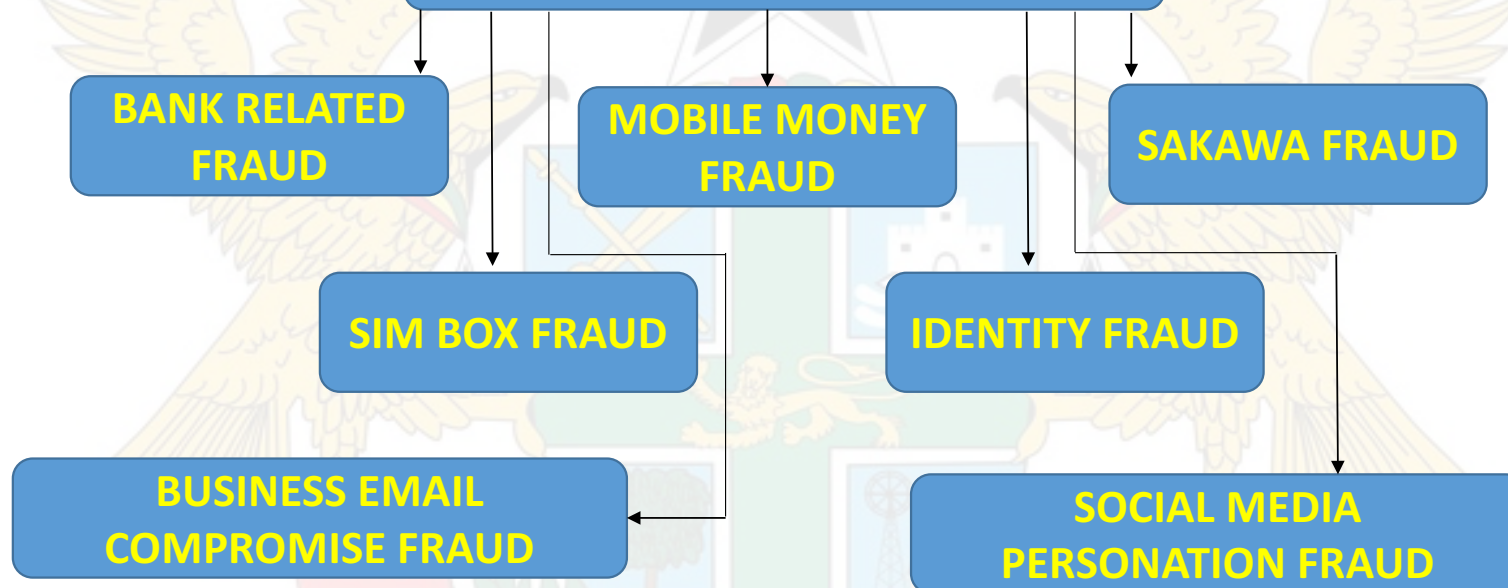 BANK RELATED
FRAUD
MOBILE MONEY
FRAUD
SAKAWA FRAUD
SIM BOX FRAUD
IDENTITY FRAUD
BUSINESS EMAIL
COMPROMISE FRAUD
SOCIAL MEDIA
PERSONATION FRAUD